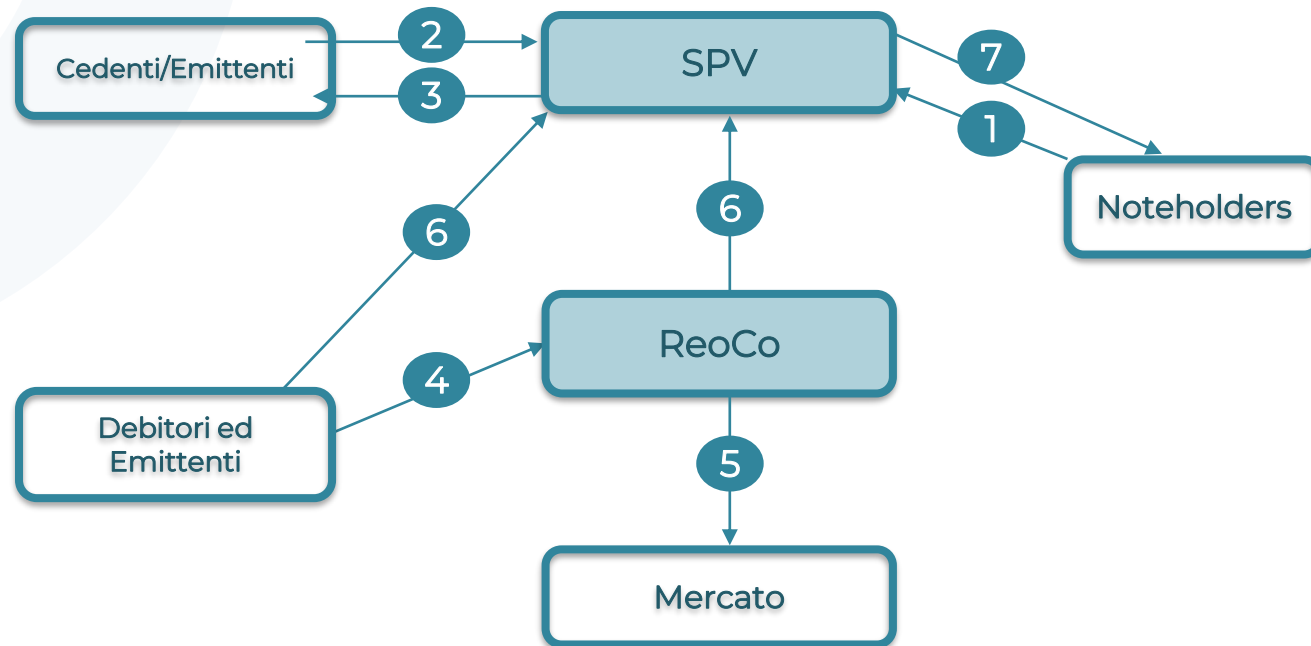 Cedenti/Emittenti
2
3
SPV
7
1
Noteholders
6
6
ReoCo
4
Debitori ed
Emittenti
5
Mercato